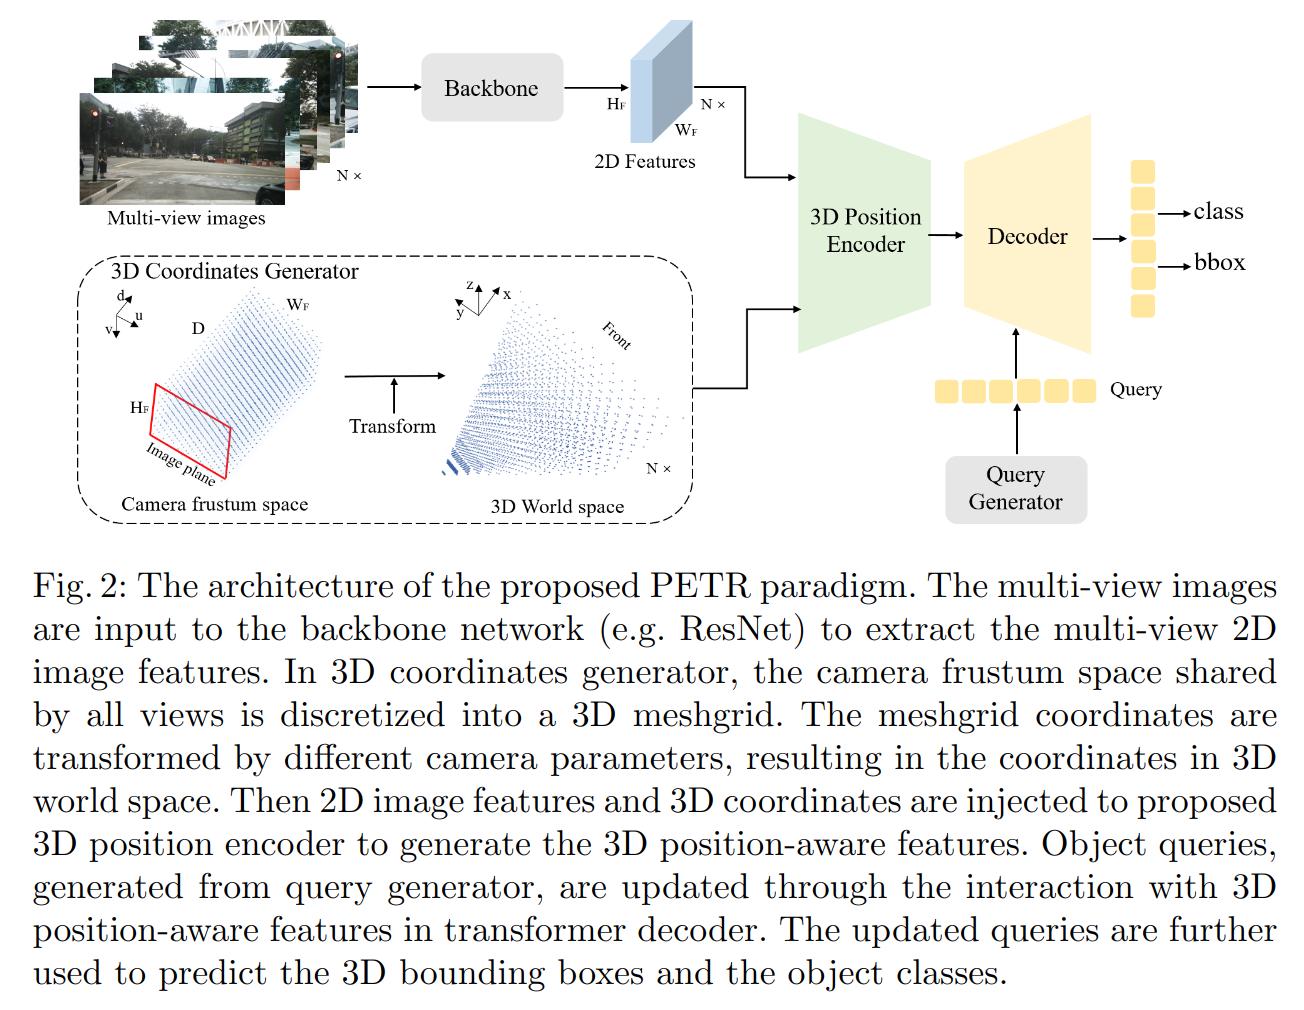 Backbone
H_F
N ×
W_F
2D Features
N ×
Multi-view images
3D Position
Encoder
Decoder
class
bbox
3D Coordinates Generator
d
u
v
D
W_F
H_F
Image plane
Camera frustum space
Transform
z
x
y
Front
N ×
3D World space
Query
Query
Generator
Fig. 2: The architecture of the proposed PETR paradigm. The multi-view images
are input to the backbone network (e.g. ResNet) to extract the multi-view 2D
image features. In 3D coordinates generator, the camera frustum space shared
by all views is discretized into a 3D meshgrid. The meshgrid coordinates are
transformed by different camera parameters, resulting in the coordinates in 3D
world space. Then 2D image features and 3D coordinates are injected to proposed
3D position encoder to generate the 3D position-aware features. Object queries,
generated from query generator, are updated through the interaction with 3D
position-aware features in transformer decoder. The updated queries are further
used to predict the 3D bounding boxes and the object classes.